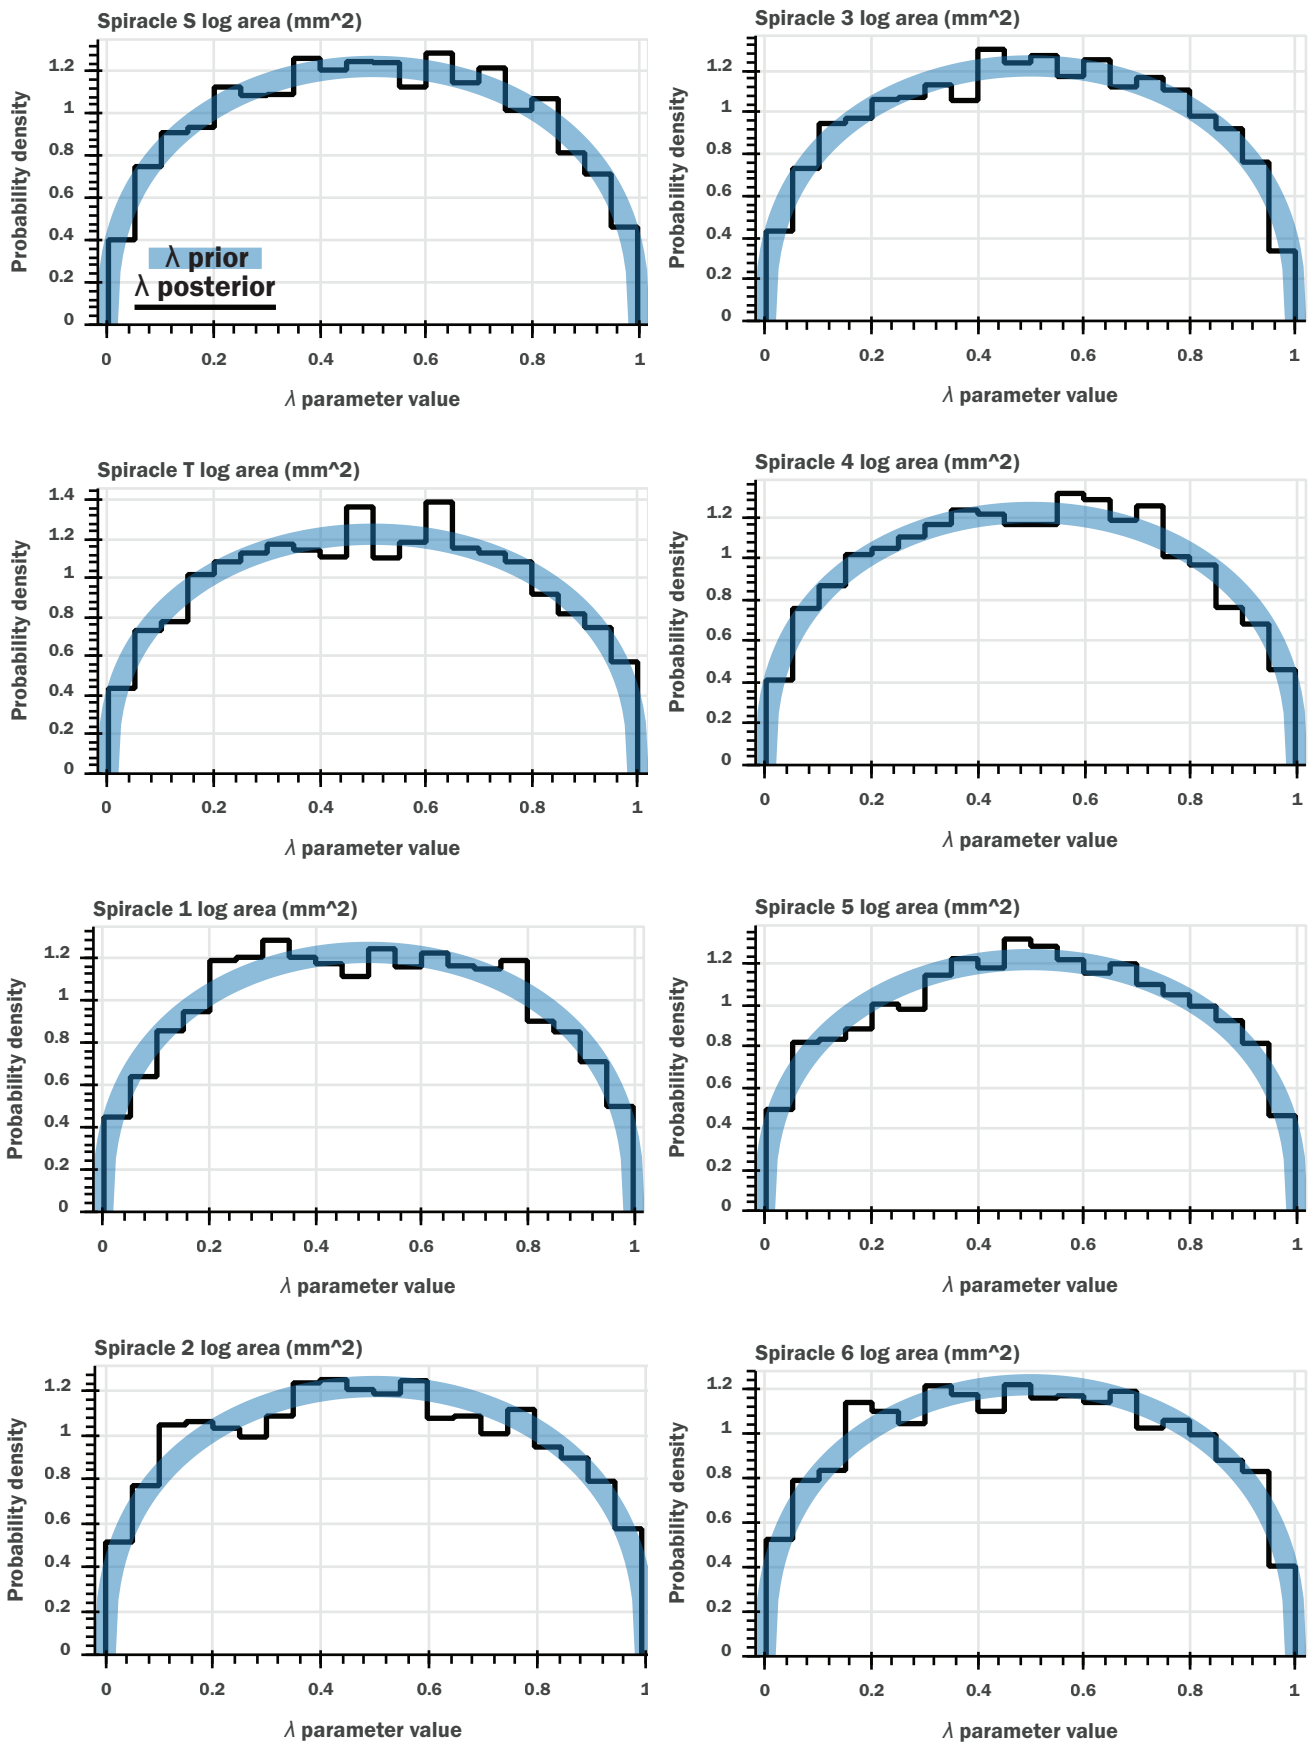 Spiracle S log area (mm^2)
Probability density
1.2
1
0.8
0.6
0.4
0.2
0
λ prior
λ posterior
0 0.2 0.4 0.6 0.8 1
λ parameter value
Spiracle 3 log area (mm^2)
Probability density
1.2
1
0.8
0.6
0.4
0.2
0
0 0.2 0.4 0.6 0.8 1
λ parameter value
Spiracle T log area (mm^2)
Probability density
1.4
1.2
1
0.8
0.6
0.4
0.2
0
0 0.2 0.4 0.6 0.8 1
λ parameter value
Spiracle 4 log area (mm^2)
Probability density
1.2
1
0.8
0.6
0.4
0.2
0
0 0.2 0.4 0.6 0.8 1
λ parameter value
Spiracle 1 log area (mm^2)
Probability density
1.2
1
0.8
0.6
0.4
0.2
0
0 0.2 0.4 0.6 0.8 1
λ parameter value
Spiracle 5 log area (mm^2)
Probability density
1.2
1
0.8
0.6
0.4
0.2
0
0 0.2 0.4 0.6 0.8 1
λ parameter value
Spiracle 2 log area (mm^2)
Probability density
1.2
1
0.8
0.6
0.4
0.2
0
0 0.2 0.4 0.6 0.8 1
λ parameter value
Spiracle 6 log area (mm^2)
Probability density
1.2
1
0.8
0.6
0.4
0.2
0
0 0.2 0.4 0.6 0.8 1
λ parameter value